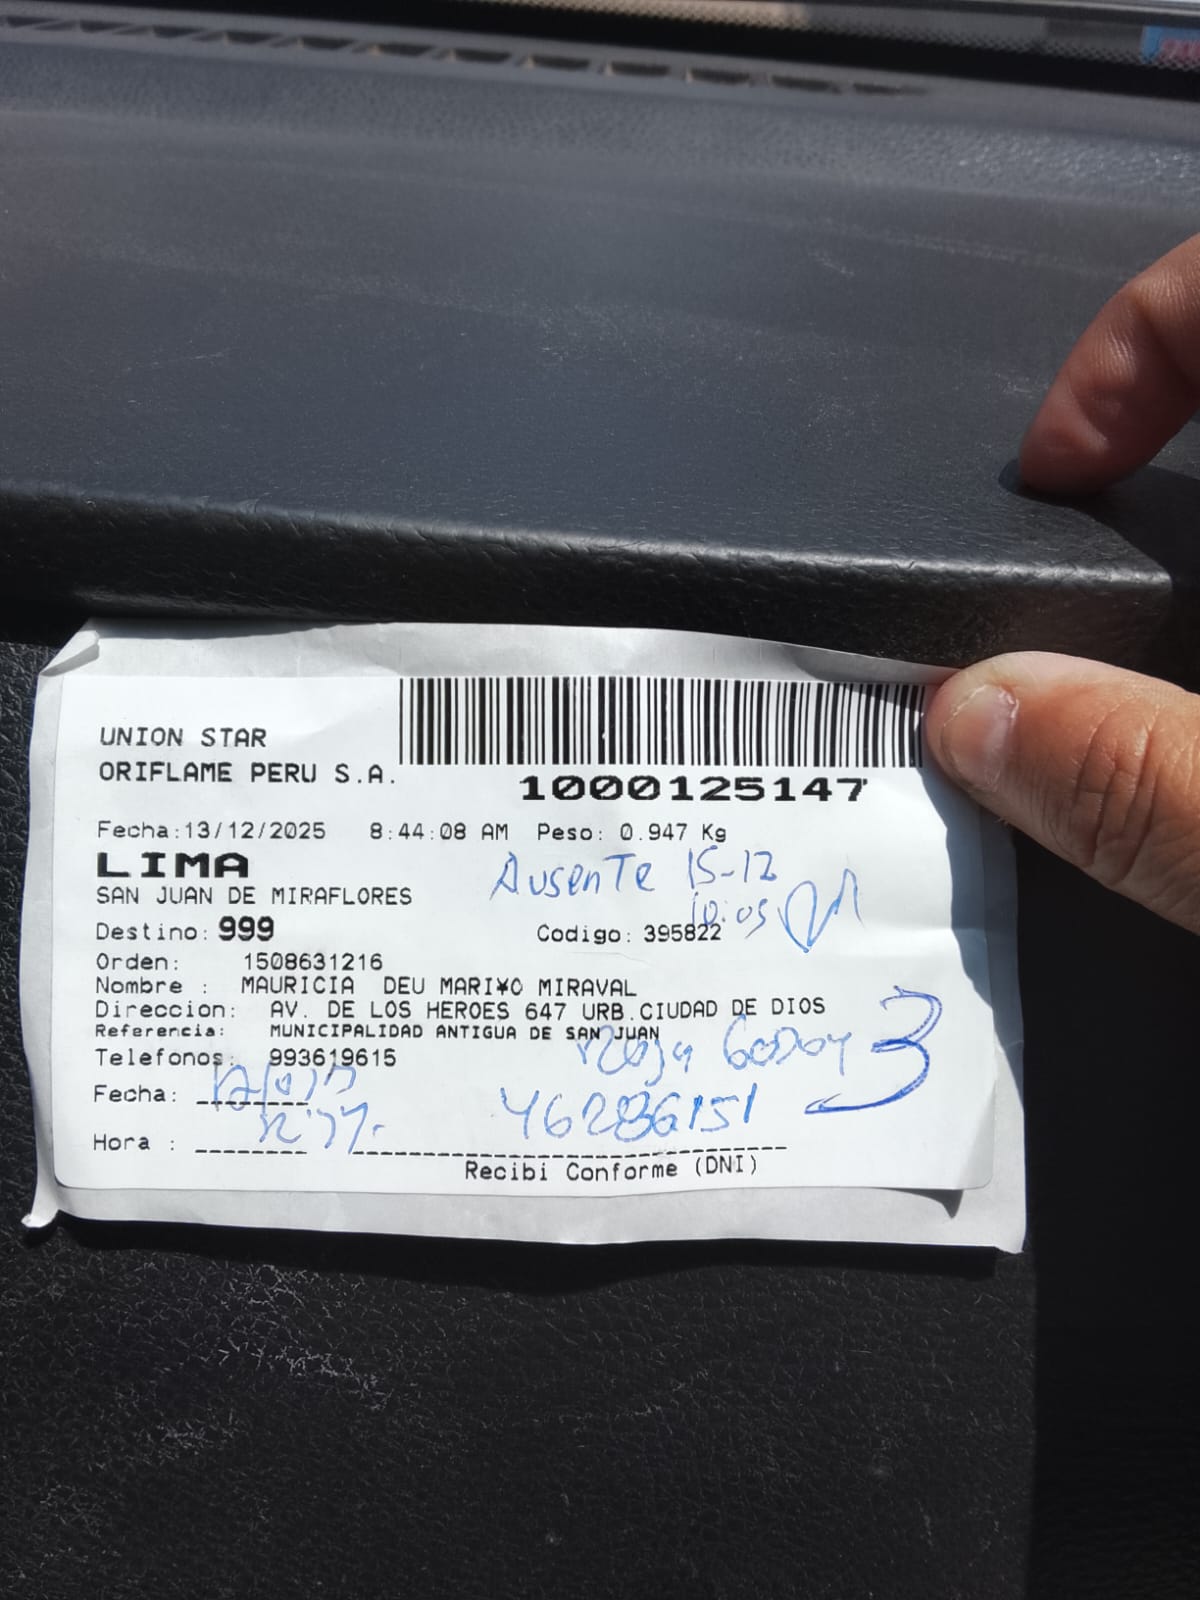 UNION STAR
ORIFLAME PERU S.A.
1000125147
Fecha:13/12/2025 8:44:08 AM Peso: 0.947 Kg
LIMA
Ausente 15-12
SAN JUAN DE MIRAFLORES
10:03
Destino: 999 Codigo: 395822
Orden: 1508631216
Nombre : MAURICIA DEU MARI¥O MIRAVAL
Direccion: AV. DE LOS HEROES 647 URB.CIUDAD DE DIOS
Referencia: MUNICIPALIDAD ANTIGUA DE SAN JUAN
Godoy 3
Telefonos: 993619615
Fecha:
46286151
Hora :
Recibi Conforme (DNI)